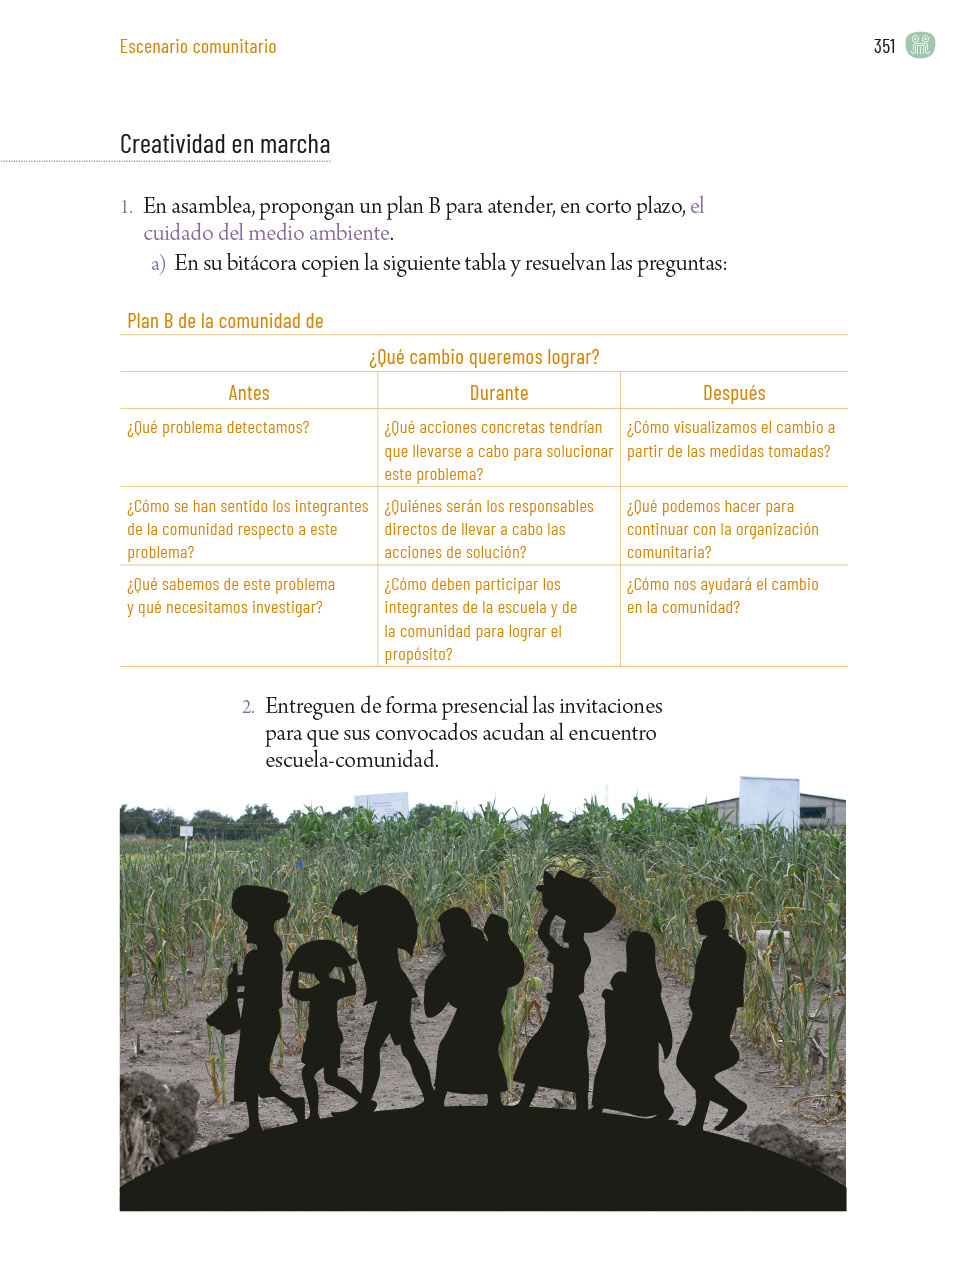 Escenario comunitario
351
Creatividad en marcha
1. En asamblea, propongan un plan B para atender, en corto plazo, el
cuidado del medio ambiente.
a) En su bitácora copien la siguiente tabla y resuelvan las preguntas:
Plan B de la comunidad de
¿Qué cambio queremos lograr?
Antes
Durante
Después
¿Qué problema detectamos?
¿Qué acciones concretas tendrían
que llevarse a cabo para solucionar
este problema?
¿Cómo visualizamos el cambio a
partir de las medidas tomadas?
¿Cómo se han sentido los integrantes
de la comunidad respecto a este
problema?
¿Quiénes serán los responsables
directos de llevar a cabo las
acciones de solución?
¿Qué podemos hacer para
continuar con la organización
comunitaria?
¿Qué sabemos de este problema
y qué necesitamos investigar?
¿Cómo deben participar los
integrantes de la escuela y de
la comunidad para lograr el
propósito?
¿Cómo nos ayudará el cambio
en la comunidad?
2. Entreguen de forma presencial las invitaciones
para que sus convocados acudan al encuentro
escuela-comunidad.